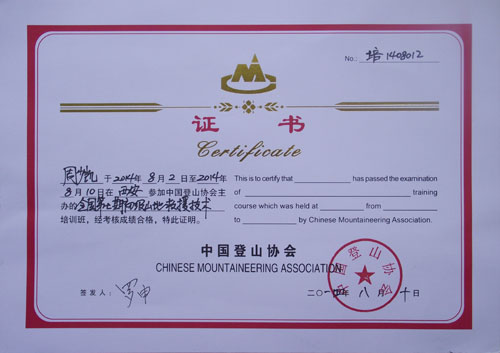 No.: 培1408012
证 书
Certificate
于2014年8月2日至2014年
8月10日在西安 参加中国登山协会主
办的全国第七期初级山地救援技术
培训班，经考核成绩合格，特此证明。
This is to certify that has passed the examination
of training
course which was held at from
to by Chinese Mountaineering Association.
中国登山协会
CHINESE MOUNTAINEERING ASSOCIATION
中国登山协会
签发人：
二〇一四年 八 月 十 日